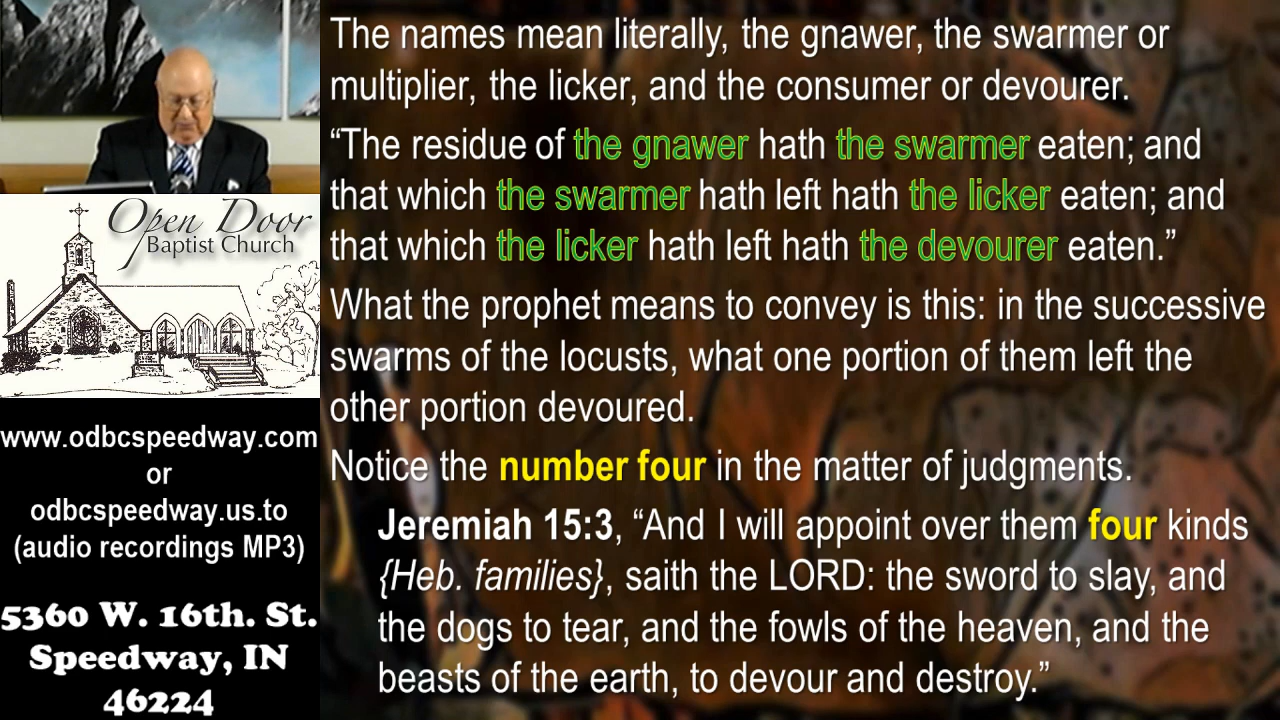 The names mean literally, the gnawer, the swarmer or
multiplier, the licker, and the consumer or devourer.
“The residue of the gnawer hath the swarmer eaten; and
that which the swarmer hath left hath the licker eaten; and
that which the licker hath left hath the devourer eaten.”
What the prophet means to convey is this: in the successive
swarms of the locusts, what one portion of them left the
other portion devoured.
Notice the number four in the matter of judgments.
Jeremiah 15:3, “And I will appoint over them four kinds
{Heb. families}, saith the LORD: the sword to slay, and
the dogs to tear, and the fowls of the heaven, and the
beasts of the earth, to devour and destroy.”
Open Door
Baptist Church
www.odbcspeedway.com
or
odbcspeedway.us.to
(audio recordings MP3)
5360 W. 16th. St.
Speedway, IN
46224